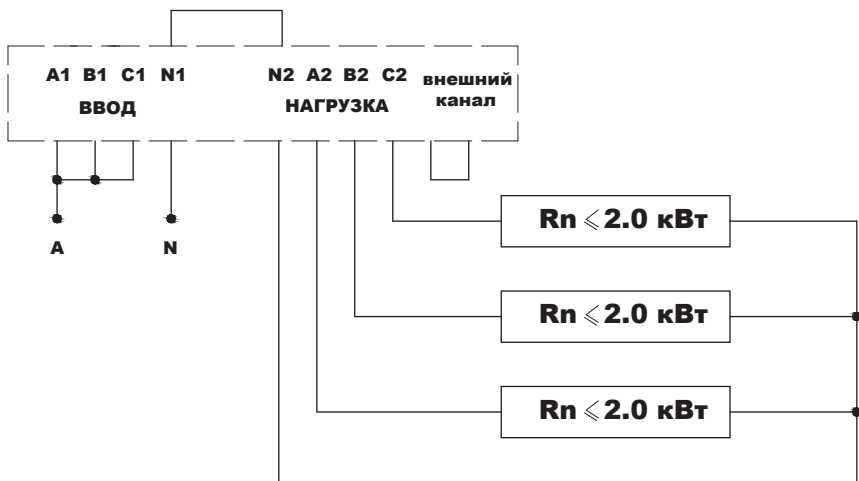 A1 B1 C1 N1 N2 A2 B2 C2 внешний
канал
ВВОД НАГРУЗКА
A N
Rn ⩽ 2.0 кВт
Rn ⩽ 2.0 кВт
Rn ⩽ 2.0 кВт